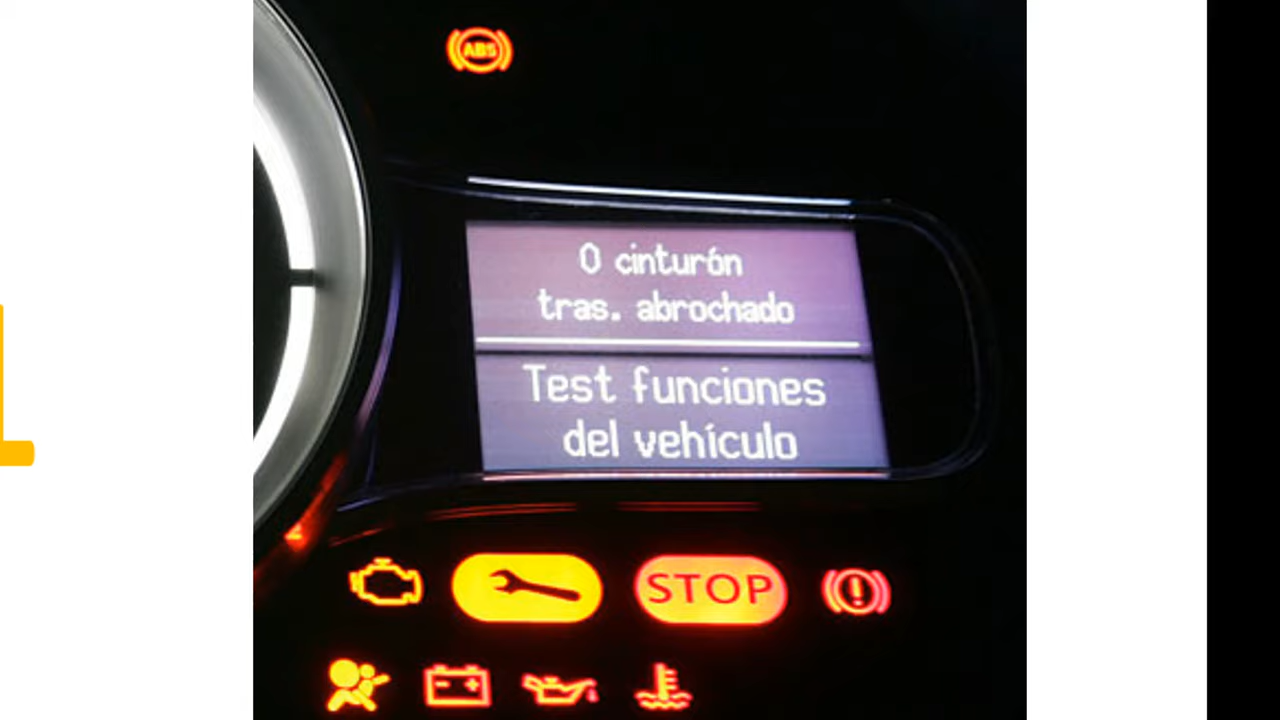 ABS
0 cinturón
tras. abrochado
Test funciones
del vehículo
STOP